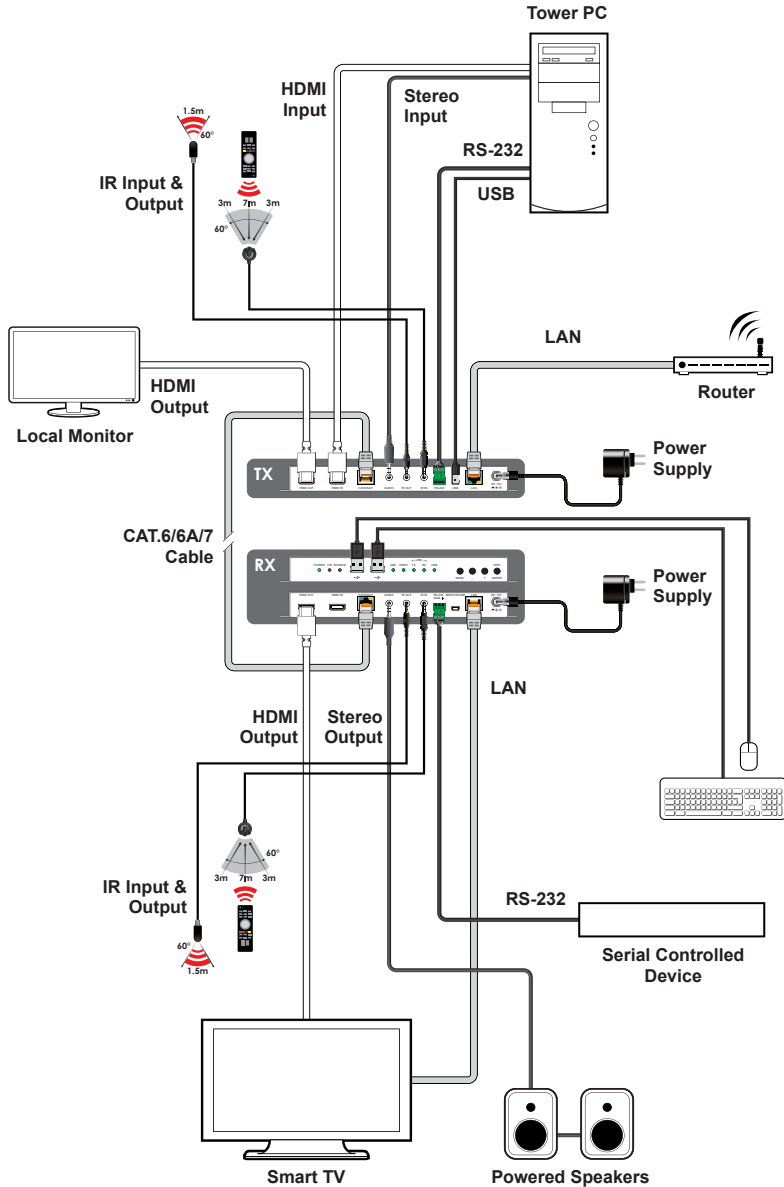 Tower PC
HDMI
Input
Stereo
Input
1.5m
60°
RS-232
IR Input &
Output
USB
3m 7m 3m
60°
LAN
HDMI
Output
Router
Local Monitor
Power
Supply
TX
CAT.6/6A/7
Cable
RX
Power
Supply
LAN
HDMI
Output
Stereo
Output
60°
3m 7m 3m
IR Input &
Output
RS-232
60°
1.5m
Serial Controlled
Device
Smart TV
Powered Speakers